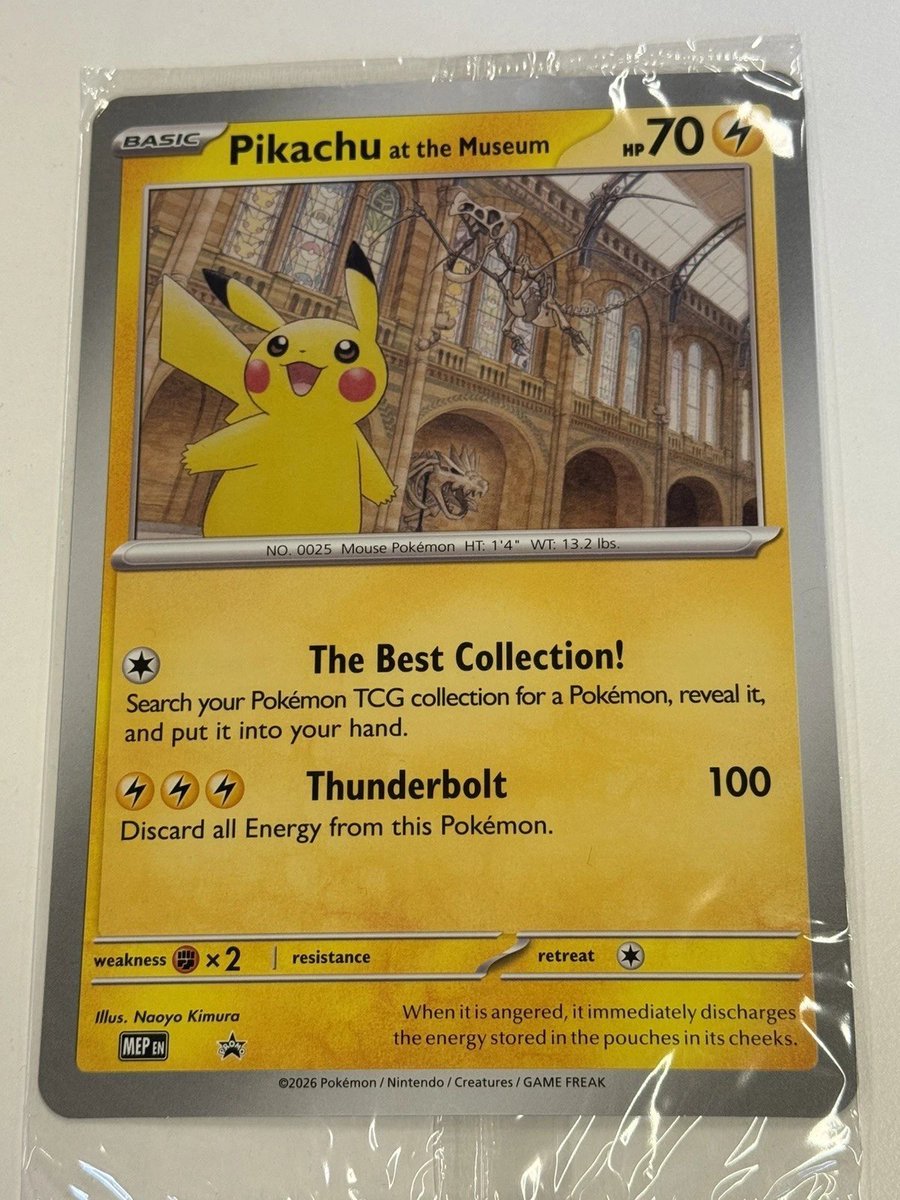 BASIC Pikachu at the Museum HP 70
NO. 0025 Mouse Pokémon HT: 1'4" WT: 13.2 lbs.
The Best Collection!
Search your Pokémon TCG collection for a Pokémon, reveal it,
and put it into your hand.
Thunderbolt 100
Discard all Energy from this Pokémon.
weakness ×2 resistance retreat
Illus. Naoyo Kimura
When it is angered, it immediately discharges
the energy stored in the pouches in its cheeks.
MEP EN PROMO
©2026 Pokémon / Nintendo / Creatures / GAME FREAK